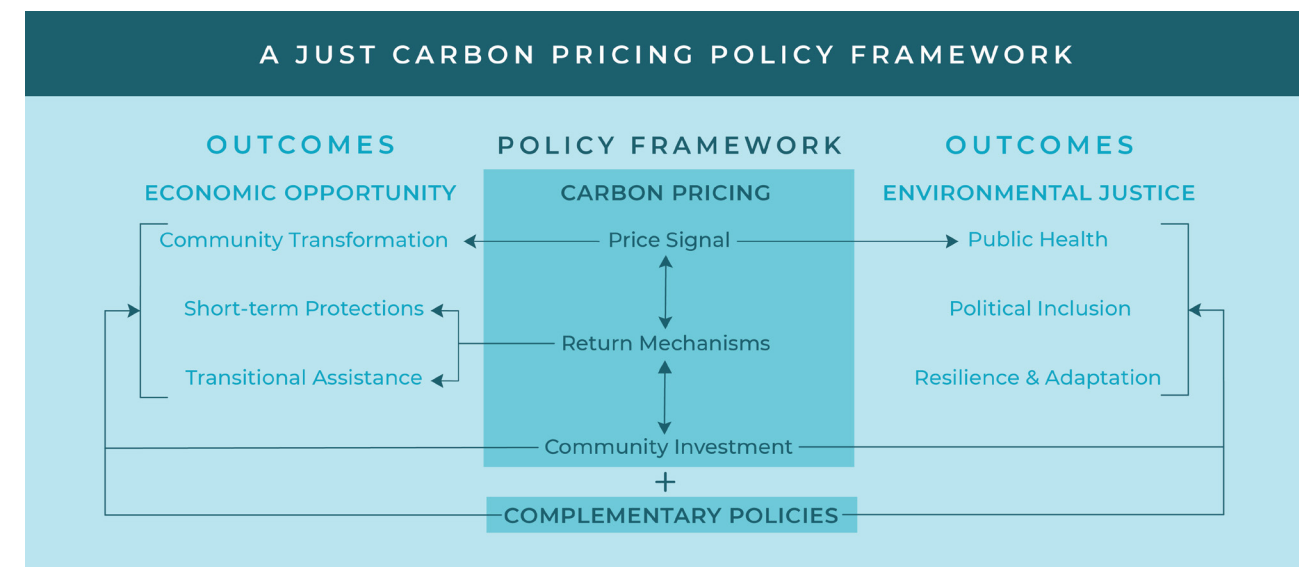 A JUST CARBON PRICING POLICY FRAMEWORK
OUTCOMES
ECONOMIC OPPORTUNITY
Community Transformation
Short-term Protections
Transitional Assistance
POLICY FRAMEWORK
CARBON PRICING
Price Signal
Return Mechanisms
Community Investment
+
COMPLEMENTARY POLICIES
OUTCOMES
ENVIRONMENTAL JUSTICE
Public Health
Political Inclusion
Resilience & Adaptation